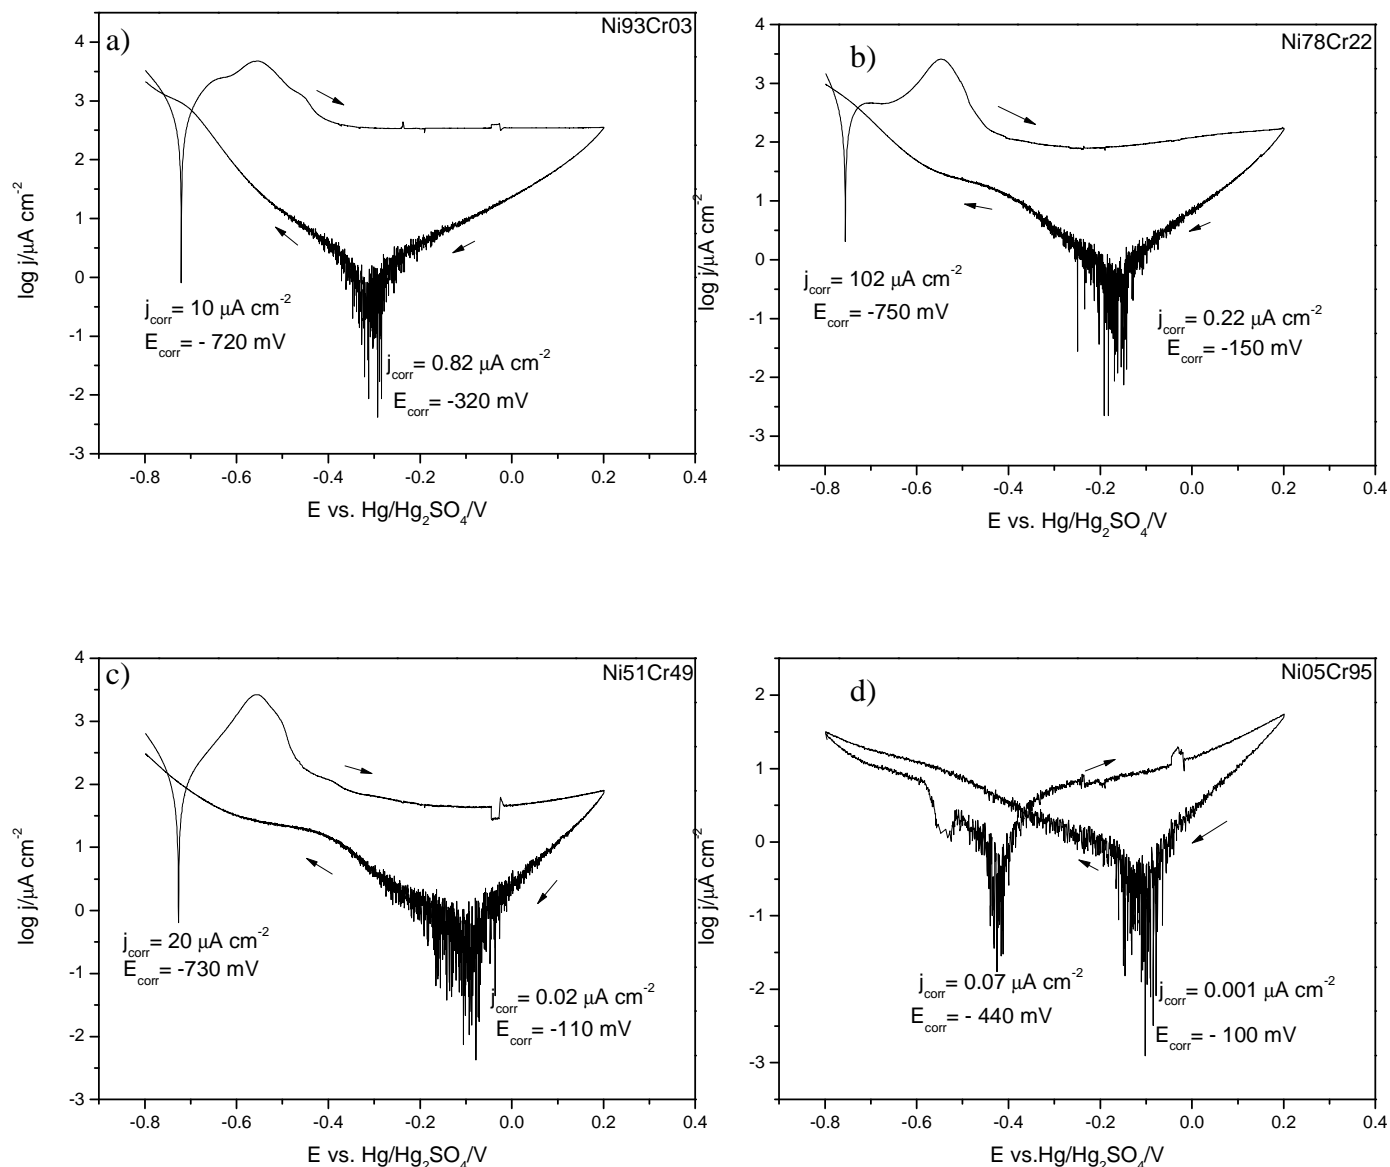 Ni93Cr03
a)
4
3
2
1
0
-1
-2
-3
log j/µA cm-2
jcorr= 10 µA cm-2
Ecorr= - 720 mV
jcorr= 0.82 µA cm-2
Ecorr= -320 mV
-0.8 -0.6 -0.4 -0.2 0.0 0.2 0.4
E vs. Hg/Hg2SO4/V
Ni78Cr22
b)
4
3
2
1
0
-1
-2
-3
log j/µA cm-2
jcorr= 102 µA cm-2
Ecorr= -750 mV
jcorr= 0.22 µA cm-2
Ecorr= -150 mV
-0.8 -0.6 -0.4 -0.2 0.0 0.2 0.4
E vs. Hg/Hg2SO4/V
Ni51Cr49
c)
4
3
2
1
0
-1
-2
-3
log j/µA cm-2
jcorr= 20 µA cm-2
Ecorr= -730 mV
jcorr= 0.02 µA cm-2
Ecorr= -110 mV
-0.8 -0.6 -0.4 -0.2 0.0 0.2 0.4
E vs. Hg/Hg2SO4/V
Ni05Cr95
d)
2
1
0
-1
-2
-3
log j/µA cm-2
jcorr= 0.07 µA cm-2
Ecorr= - 440 mV
jcorr= 0.001 µA cm-2
Ecorr= - 100 mV
-0.8 -0.6 -0.4 -0.2 0.0 0.2 0.4
E vs.Hg/Hg2SO4/V